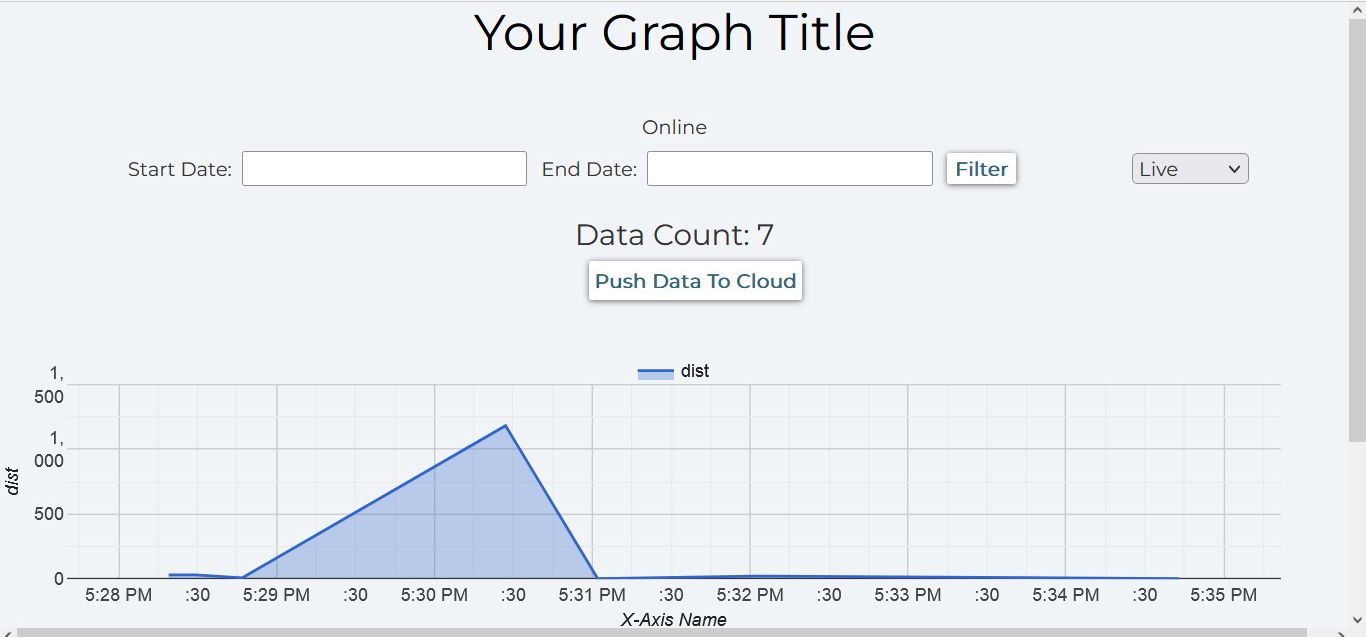 Your Graph Title
Online
Start Date: End Date: Filter Live
Data Count: 7
Push Data To Cloud
dist
1,
500
1,
000
500
0
dist
5:28 PM :30 5:29 PM :30 5:30 PM :30 5:31 PM :30 5:32 PM :30 5:33 PM :30 5:34 PM :30 5:35 PM
X-Axis Name